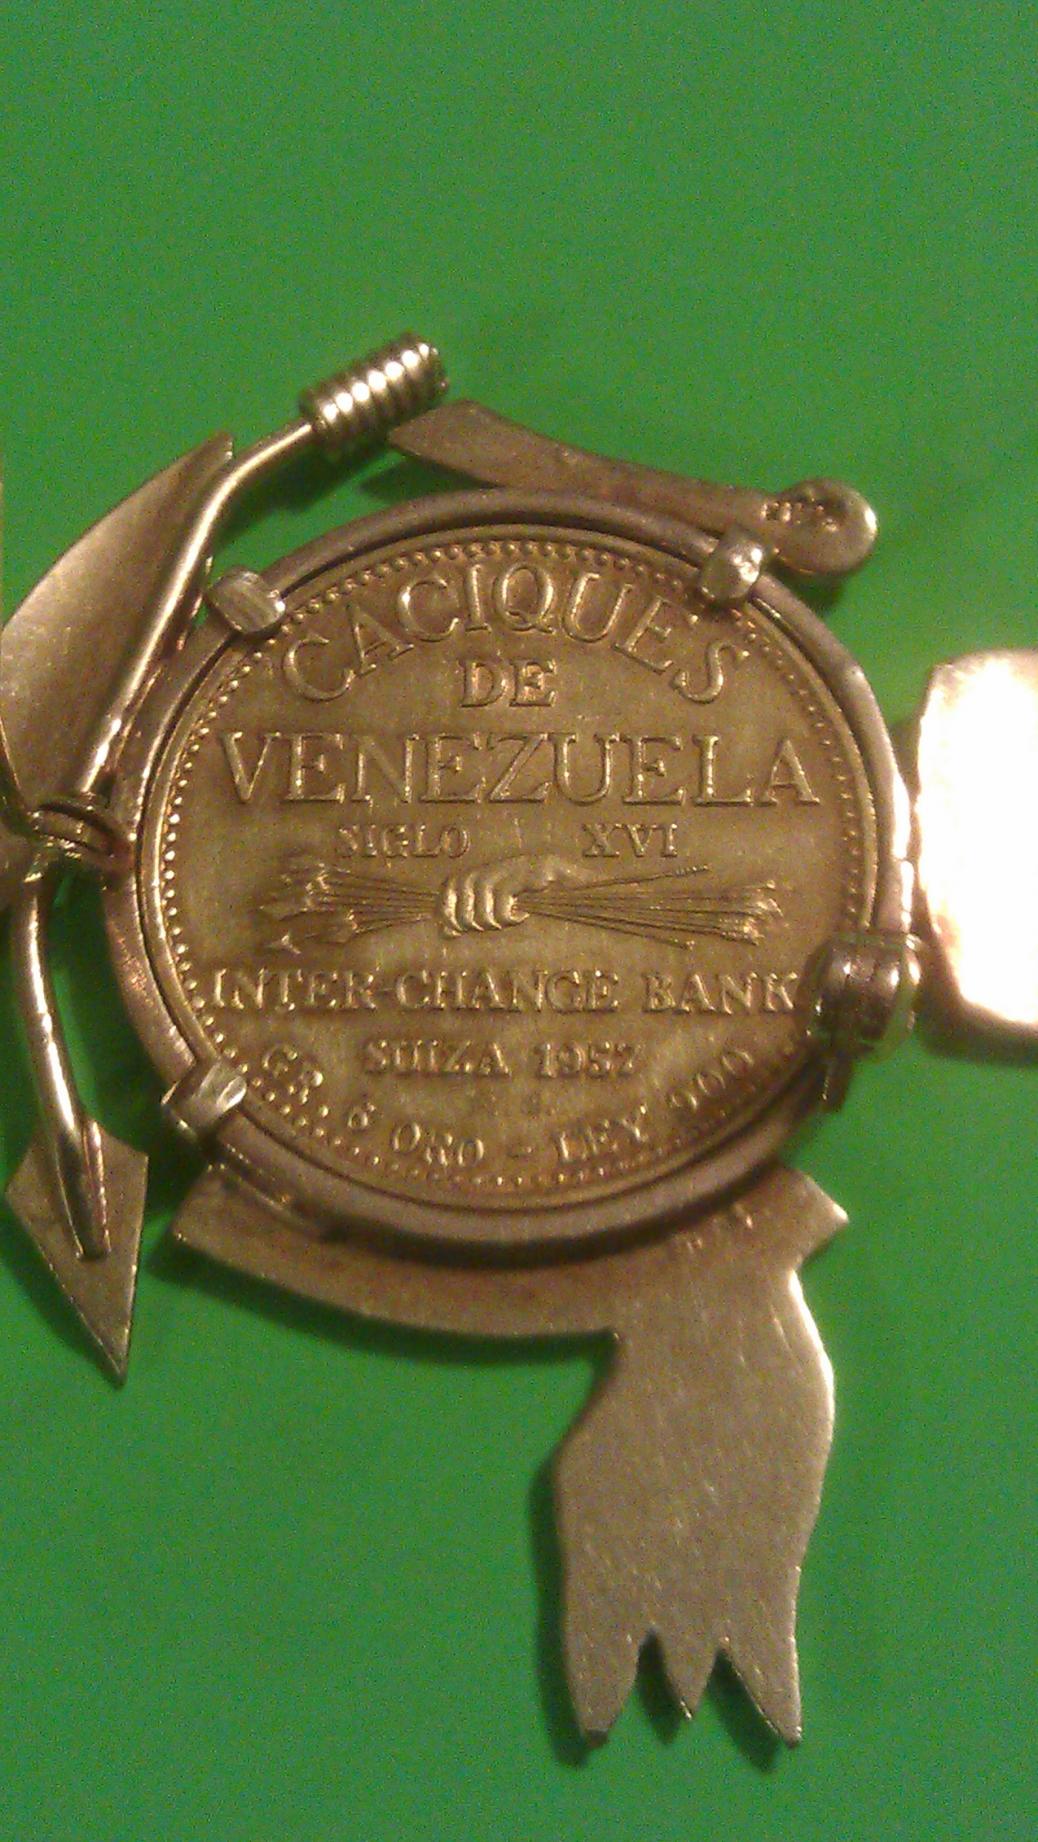 CACIQUES
DE
VENEZUELA
SIGLO XVI
INTER-CHANGE BANK
SUIZA 1957
GR. 6 ORO - LEY 900